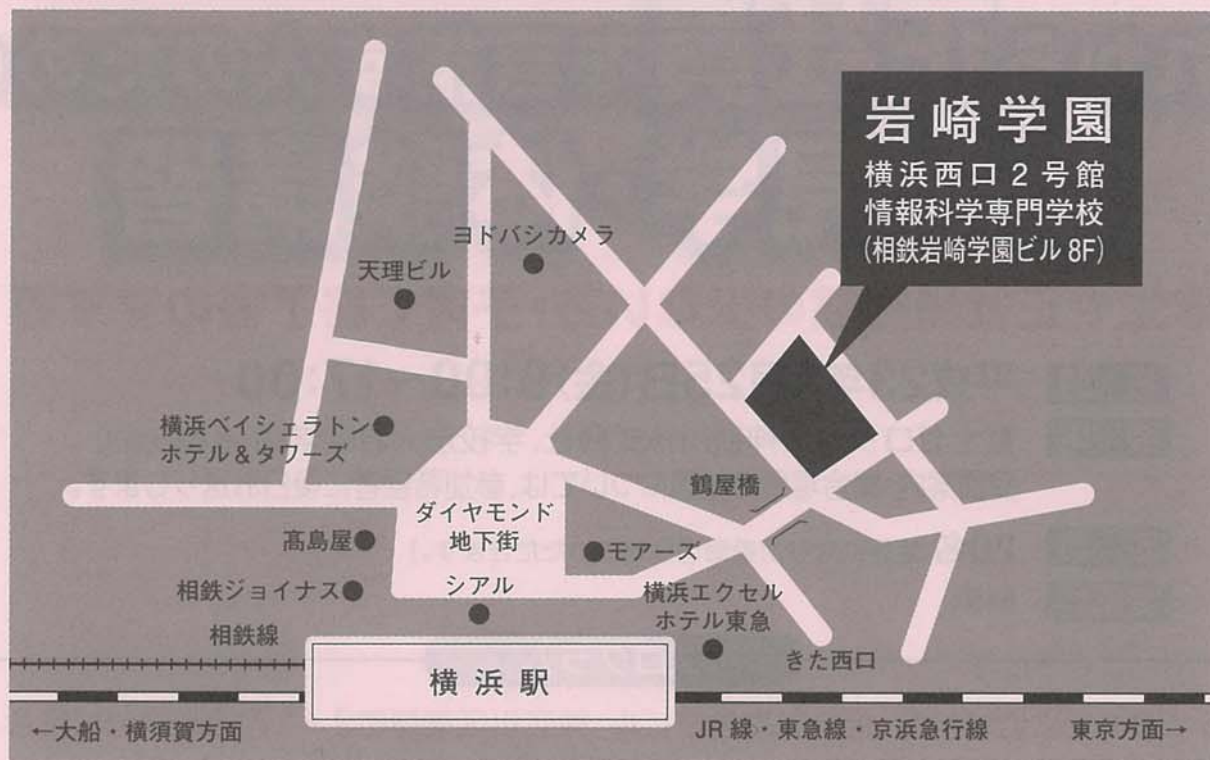 岩崎学園
横浜西口2号館
情報科学専門学校
(相鉄岩崎学園ビル 8F)
ヨドバシカメラ
天理ビル
横浜ベイシェラトン
ホテル&タワーズ
鶴屋橋
ダイヤモンド
地下街
髙島屋
モアーズ
相鉄ジョイナス
シアル
横浜エクセル
ホテル東急
相鉄線
きた西口
横浜駅
←大船・横須賀方面
JR線・東急線・京浜急行線
東京方面→